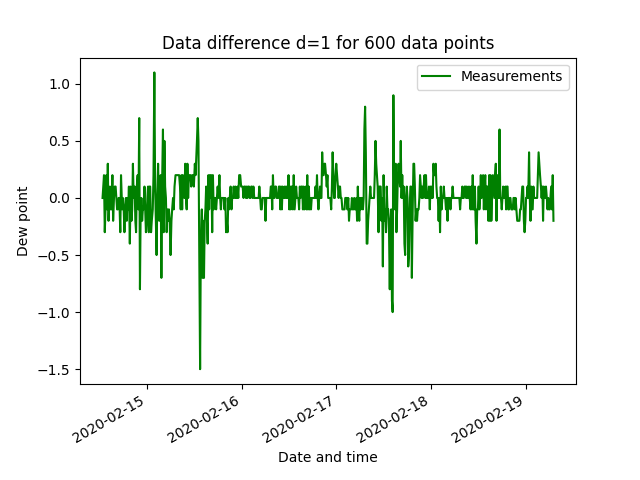 Data difference d=1 for 600 data points
Measurements
1.0
0.5
0.0
−0.5
−1.0
−1.5
Dew point
2020-02-15
2020-02-16
2020-02-17
2020-02-18
2020-02-19
Date and time